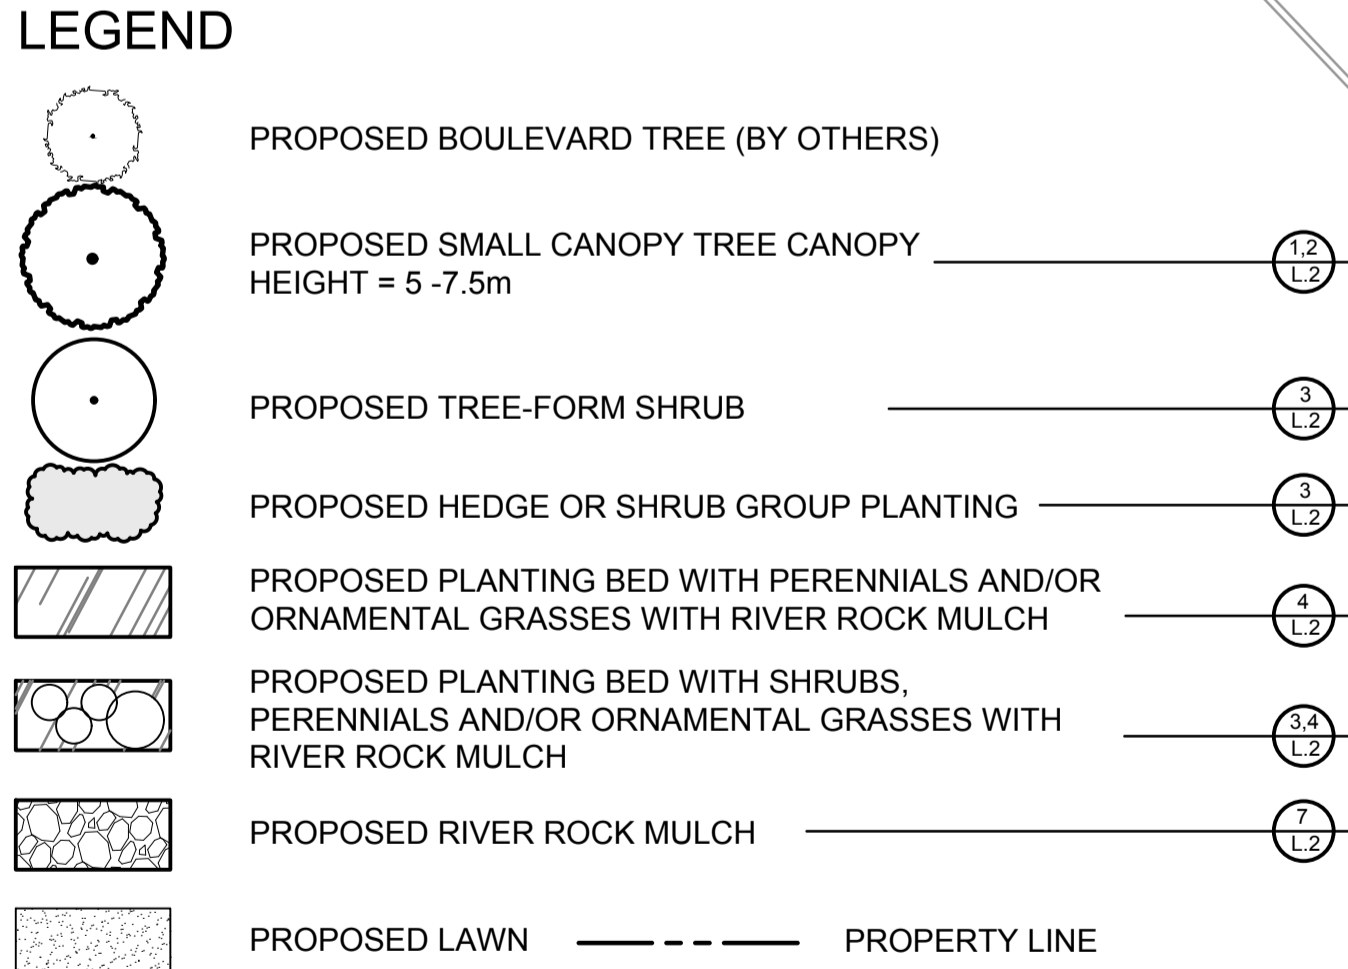 LEGEND
PROPOSED BOULEVARD TREE (BY OTHERS)
PROPOSED SMALL CANOPY TREE CANOPY
HEIGHT = 5 -7.5m
1,2
L.2
PROPOSED TREE-FORM SHRUB
3
L.2
PROPOSED HEDGE OR SHRUB GROUP PLANTING
3
L.2
PROPOSED PLANTING BED WITH PERENNIALS AND/OR
ORNAMENTAL GRASSES WITH RIVER ROCK MULCH
4
L.2
PROPOSED PLANTING BED WITH SHRUBS,
PERENNIALS AND/OR ORNAMENTAL GRASSES WITH
RIVER ROCK MULCH
3,4
L.2
PROPOSED RIVER ROCK MULCH
7
L.2
PROPOSED LAWN
PROPERTY LINE